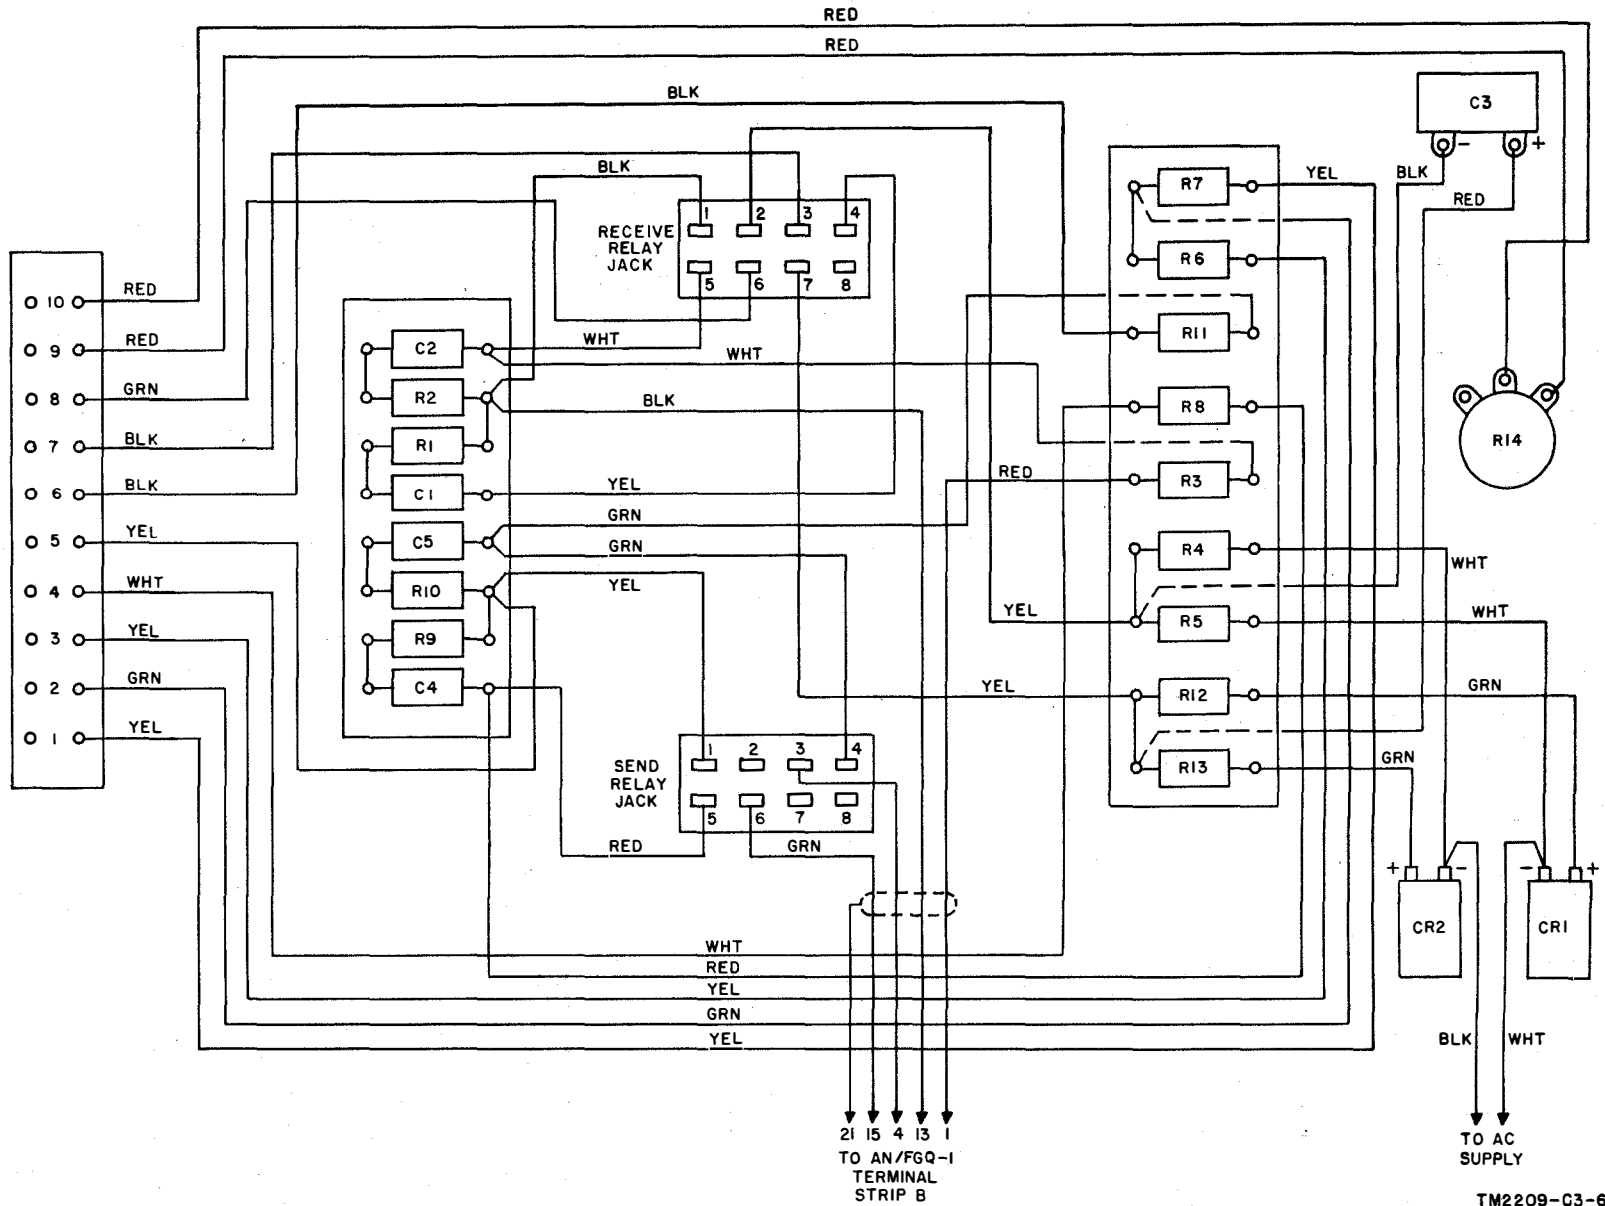 RED
RED
BLK
C3
- +
BLK
BLK
RED
YEL
R7
1 2 3 4
RECEIVE
RELAY
JACK
5 6 7 8
R6
10 RED
9 RED
8 GRN
7 BLK
6 BLK
5 YEL
4 WHT
3 YEL
2 GRN
1 YEL
C2
WHT
WHT
R2
BLK
R1
C1
YEL
C5
GRN
GRN
R10
YEL
R9
C4
R11
R8
RED
R3
R4
WHT
YEL
R5
WHT
YEL
R12
GRN
R13
GRN
R14
SEND
RELAY
JACK
1 2 3 4
5 6 7 8
RED
GRN
+ -
CR2
- +
CR1
WHT
RED
YEL
GRN
YEL
BLK WHT
21 15 4 13 1
TO AN/FGQ-1
TERMINAL
STRIP B
TO AC
SUPPLY
TM2209-C3-6